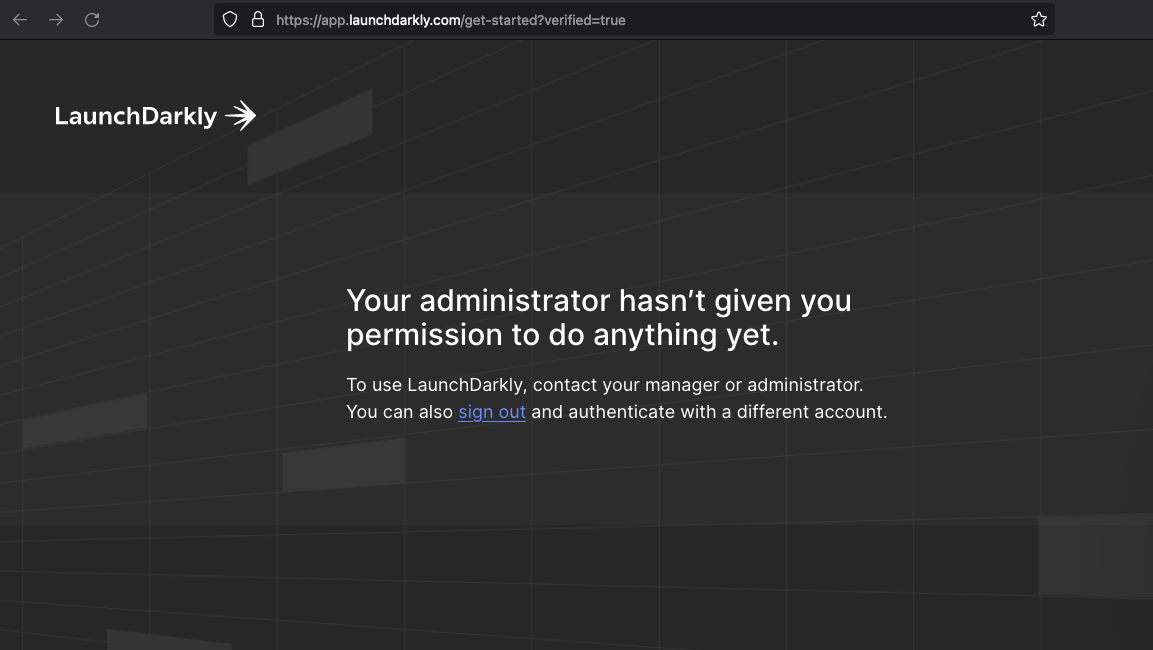 https://app.launchdarkly.com/get-started?verified=true
LaunchDarkly
Your administrator hasn’t given you
permission to do anything yet.
To use LaunchDarkly, contact your manager or administrator.
You can also sign out and authenticate with a different account.